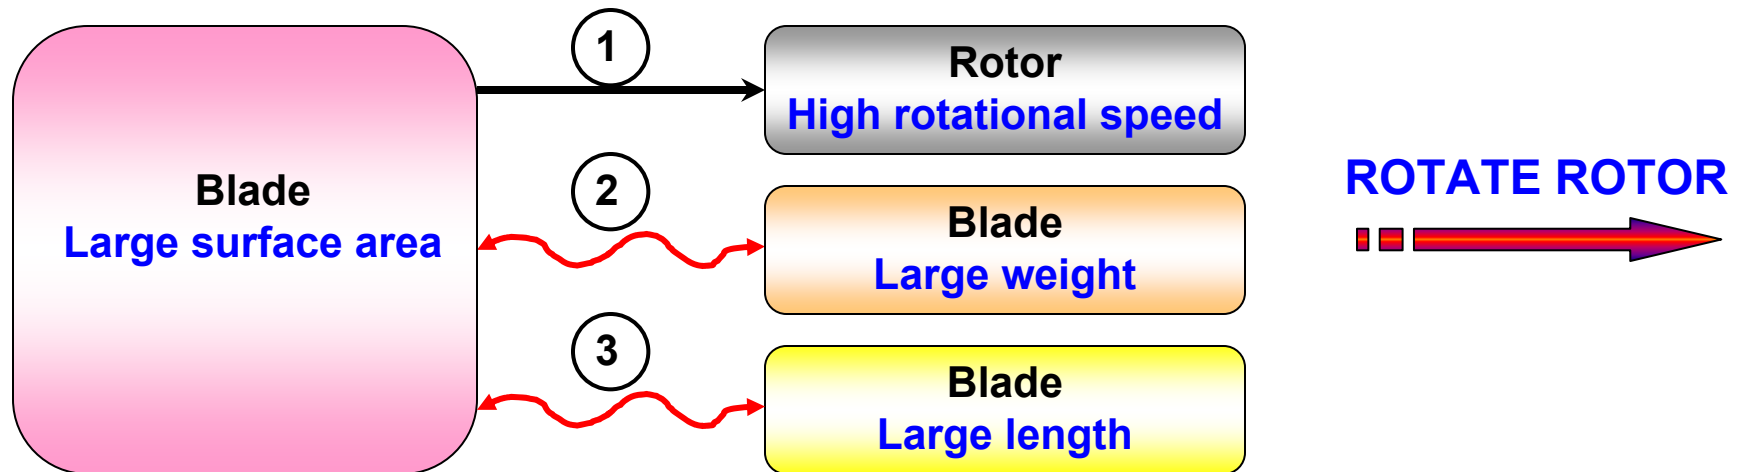 Blade
Large surface area
1
Rotor
High rotational speed
2
Blade
Large weight
3
Blade
Large length
ROTATE ROTOR